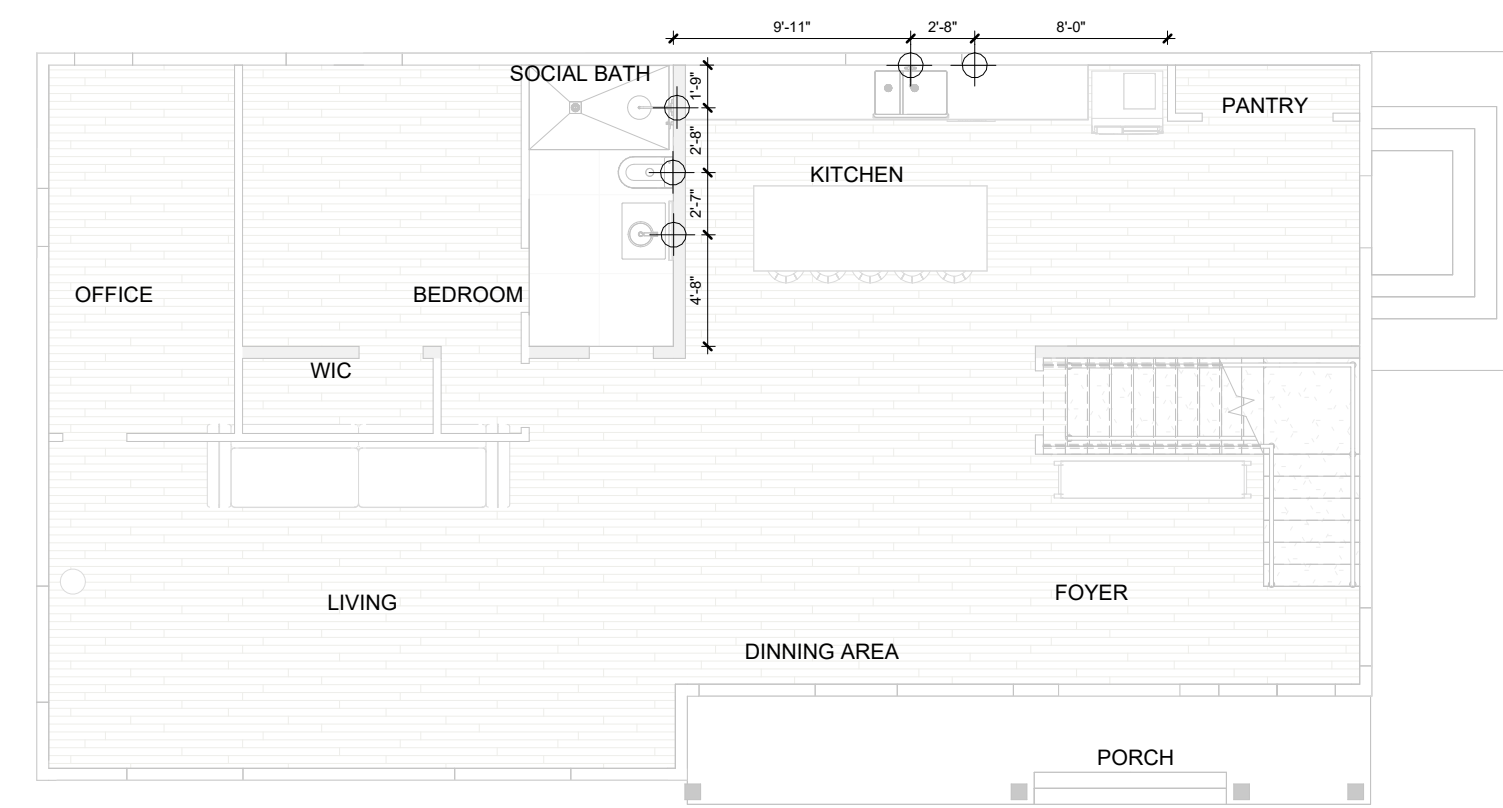 9'-11"
2'-8"
8'-0"
SOCIAL BATH
1'-9"
PANTRY
2'-8"
KITCHEN
2'-7"
OFFICE
BEDROOM
4'-8"
WIC
LIVING
FOYER
DINNING AREA
PORCH